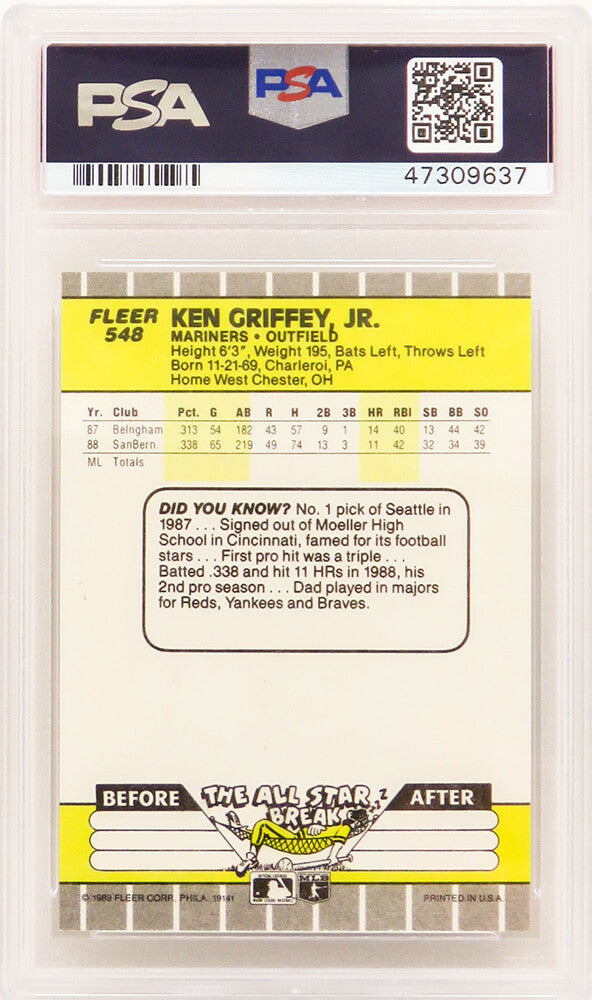 PSA PSA
47309637
FLEER 548
KEN GRIFFEY, JR.
MARINERS • OUTFIELD
Height 6'3", Weight 195, Bats Left, Throws Left
Born 11-21-69, Charleroi, PA
Home West Chester, OH
Yr. Club Pct. G AB R H 2B 3B HR RBI SB BB SO
87 Belngham .313 54 182 43 57 9 1 14 40 13 44 42
88 SanBern. .338 65 219 49 74 13 3 11 42 32 34 39
ML Totals
DID YOU KNOW? No. 1 pick of Seattle in
1987 . . . Signed out of Moeller High
School in Cincinnati, famed for its football
stars . . . First pro hit was a triple . . .
Batted .338 and hit 11 HRs in 1988, his
2nd pro season . . . Dad played in majors
for Reds, Yankees and Braves.
BEFORE THE ALL STAR BREAK AFTER
zzzz
© 1989 FLEER CORP. PHILA. 19141 MLB PRINTED IN U.S.A.